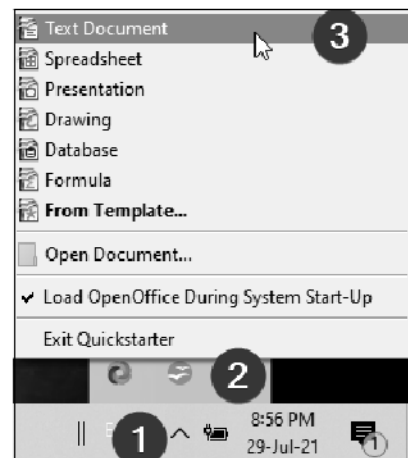 Text Document
3
Spreadsheet
Presentation
Drawing
Database
Formula
From Template...
Open Document...
✓ Load OpenOffice During System Start-Up
Exit Quickstarter
2
1
8:56 PM
29-Jul-21
1